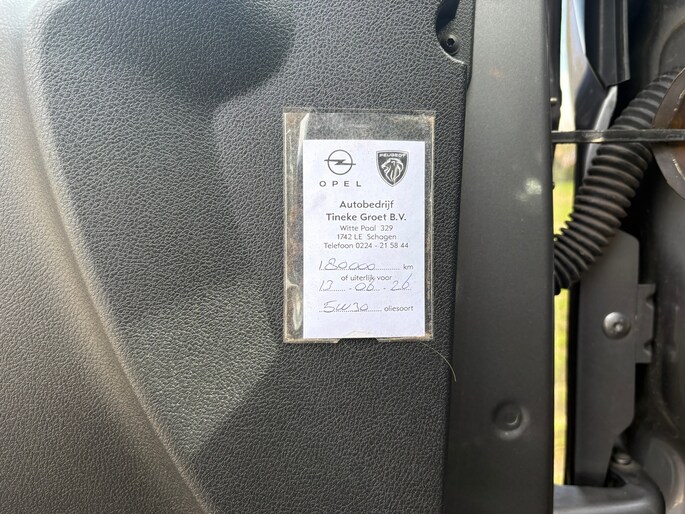 OPEL PEUGEOT
Autobedrijf
Tineke Groet B.V.
Witte Paal 329
1742 LE Schagen
Telefoon 0224 - 21 58 44
180000 km
of uiterlijk voor
13 - 06 - 26
5W30 oliesoort